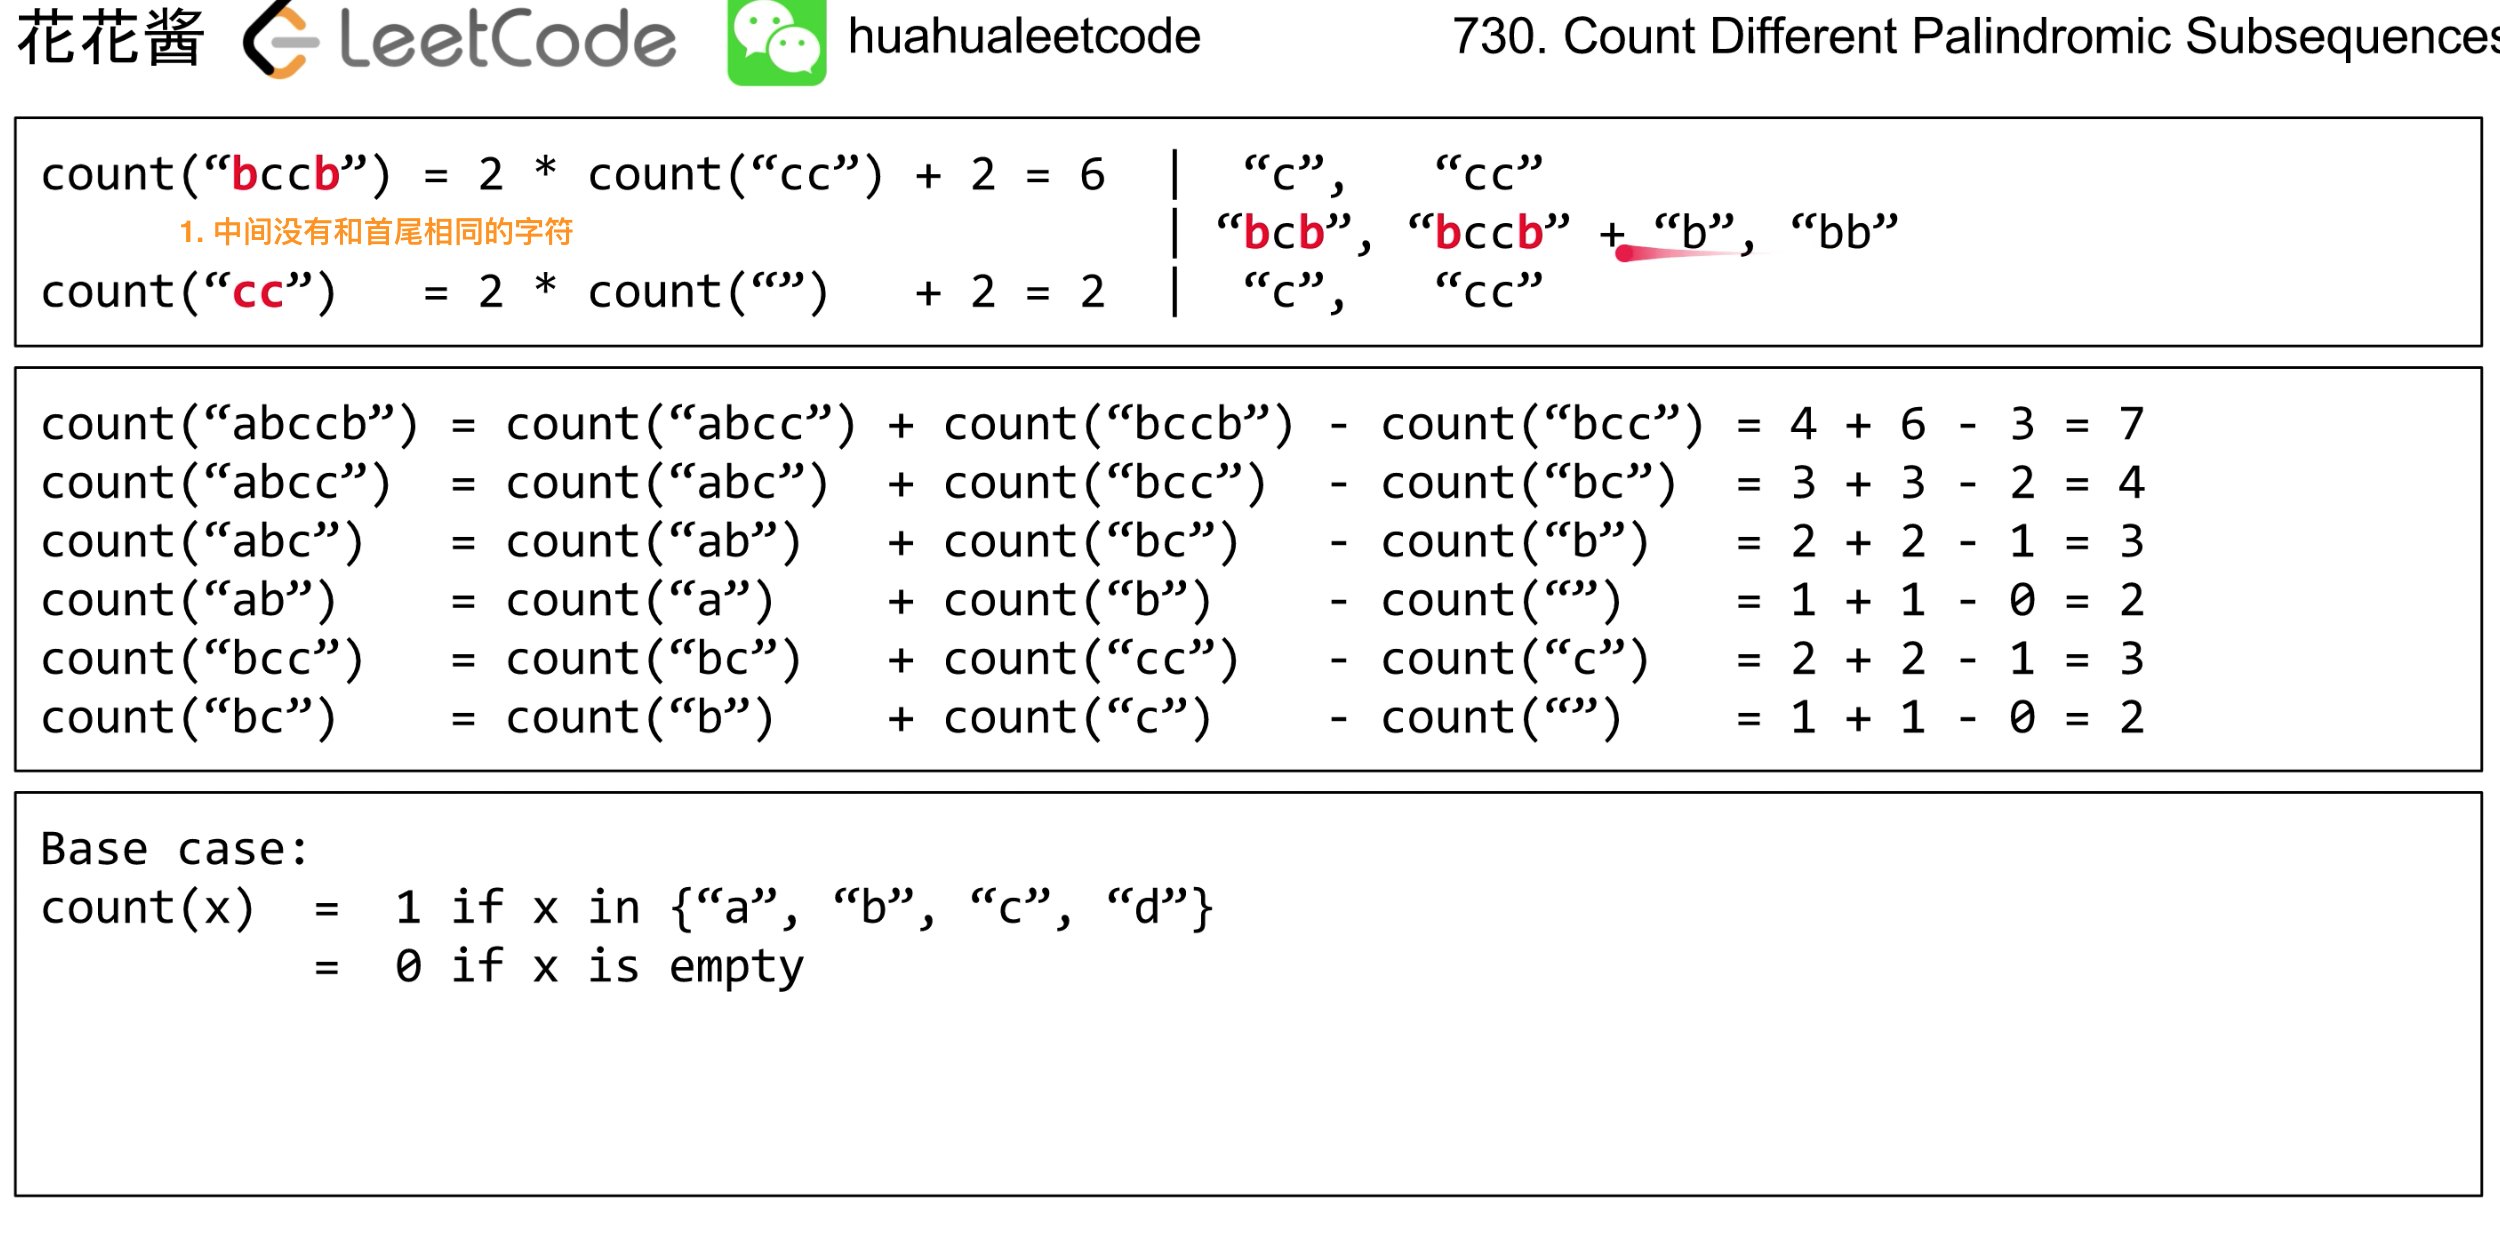 花花酱 LeetCode huahualeetcode 730. Count Different Palindromic Subsequences
count(“bccb”) = 2 * count(“cc”) + 2 = 6 | “c”, “cc”
1. 中间没有和首尾相同的字符 | “bcb”, “bccb” + “b”, “bb”
count(“cc”) = 2 * count(“”) + 2 = 2 | “c”, “cc”
count(“abccb”) = count(“abcc”) + count(“bccb”) - count(“bcc”) = 4 + 6 - 3 = 7
count(“abcc”) = count(“abc”) + count(“bcc”) - count(“bc”) = 3 + 3 - 2 = 4
count(“abc”) = count(“ab”) + count(“bc”) - count(“b”) = 2 + 2 - 1 = 3
count(“ab”) = count(“a”) + count(“b”) - count(“”) = 1 + 1 - 0 = 2
count(“bcc”) = count(“bc”) + count(“cc”) - count(“c”) = 2 + 2 - 1 = 3
count(“bc”) = count(“b”) + count(“c”) - count(“”) = 1 + 1 - 0 = 2
Base case:
count(x) = 1 if x in {“a”, “b”, “c”, “d”}
= 0 if x is empty